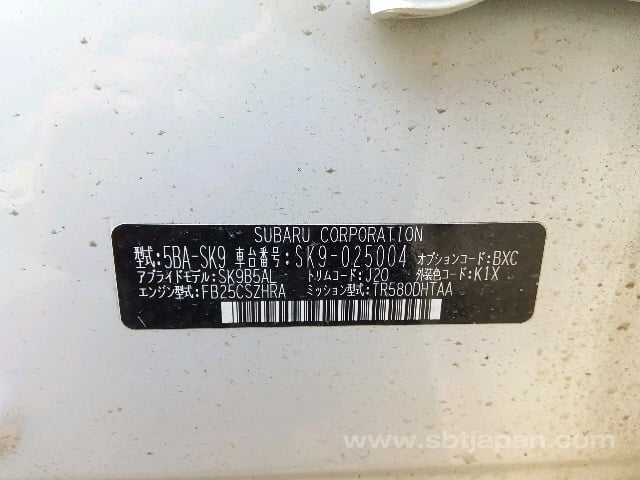 SUBARU CORPORATION
型式:5BA-SK9 車台番号:SK9-025004 オプションコード:BXC
アプライドモデル:SK9B5AL トリムコード:J20 外装色コード:K1X
エンジン型式:FB25CSZHRA ミッション型式:TR580DHTAA
www.sbtjapan.com